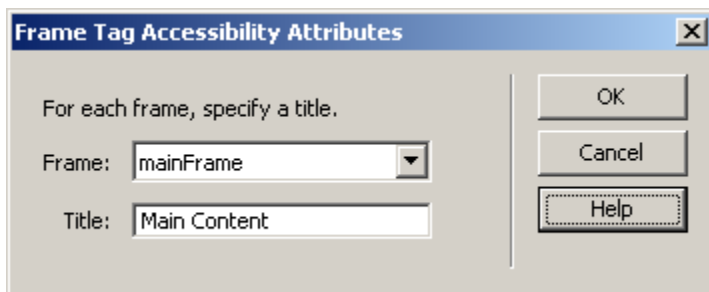 Frame Tag Accessibility Attributes
For each frame, specify a title.
Frame: mainFrame
Title: Main Content
OK
Cancel
Help